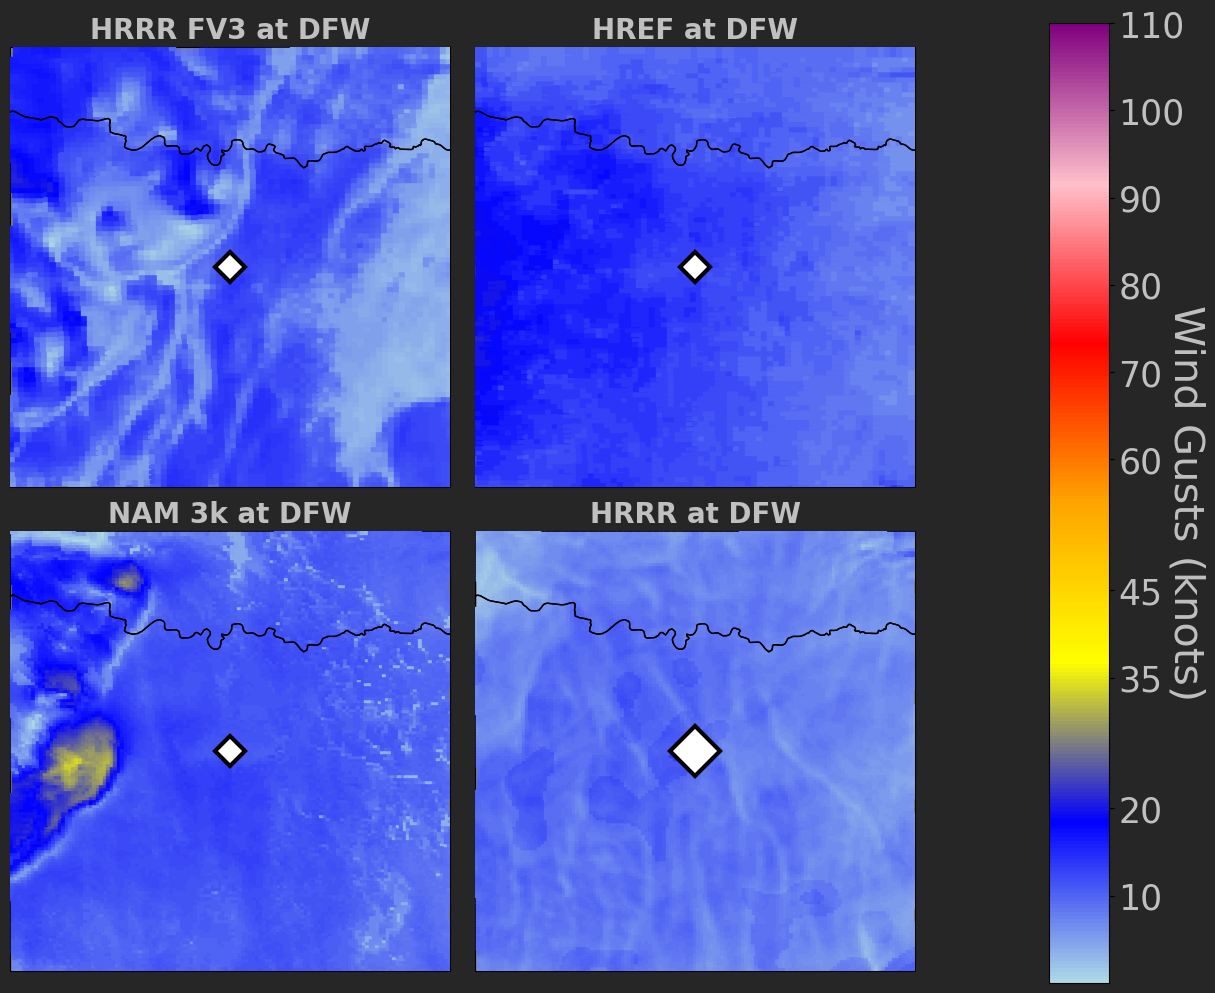 HRRR FV3 at DFW
HREF at DFW
NAM 3k at DFW
HRRR at DFW
110
100
90
80
70
60
45
35
20
10
Wind Gusts (knots)